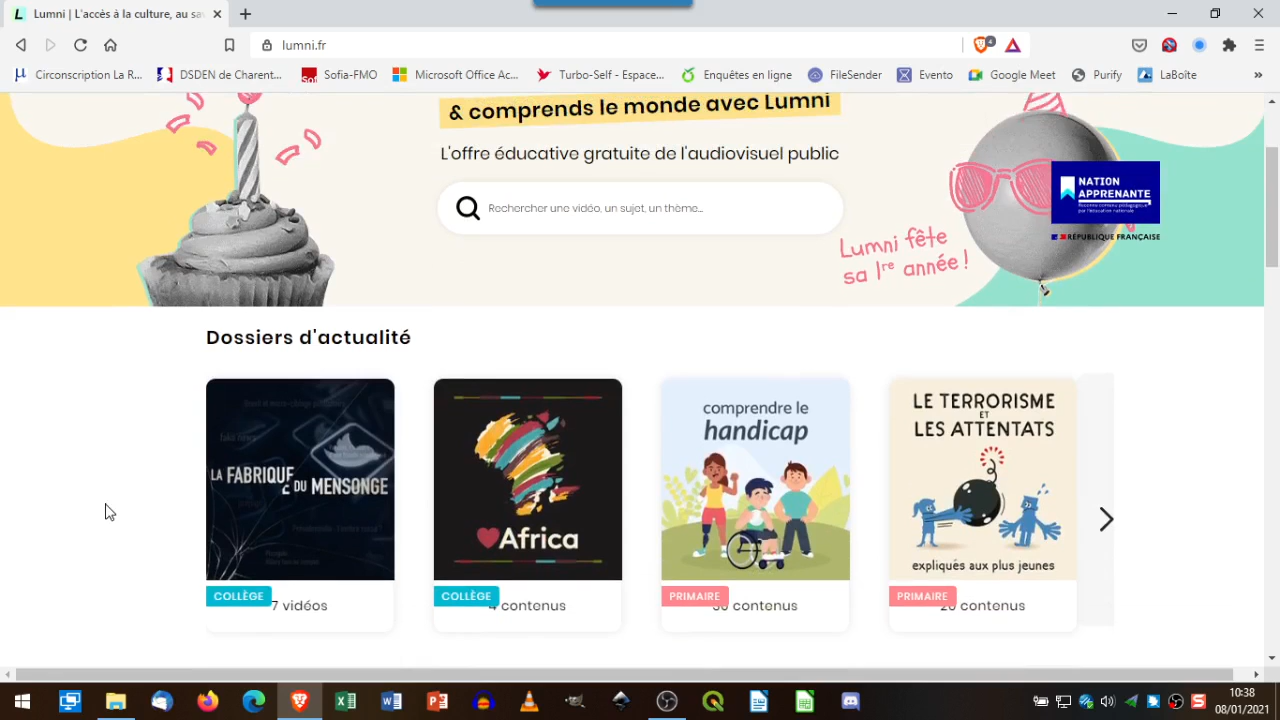 Lumni | L'accès à la culture, au sa
lumni.fr
4
Circonscription La R...
DSDEN de Charent...
Sof
Sofia-FMO
Microsoft Office Ac...
Turbo-Self - Espace...
Enquêtes en ligne
FileSender
Evento
Google Meet
Purify
LaBoîte
»
& comprends le monde avec Lumni
L'offre éducative gratuite de l'audiovisuel public
Rechercher une vidéo, un sujet, un thème...
NATION
APPRENANTE
RÉPUBLIQUE FRANÇAISE
Lumni fête
sa 1re année !
Dossiers d'actualité
LA FABRIQUE
DU MENSONGE
Africa
comprendre le
handicap
LE TERRORISME
ET
LES ATTENTATS
expliqués aux plus jeunes
COLLÈGE
7 vidéos
COLLÈGE
4 contenus
PRIMAIRE
contenus
PRIMAIRE
contenus
10:38
08/01/2021